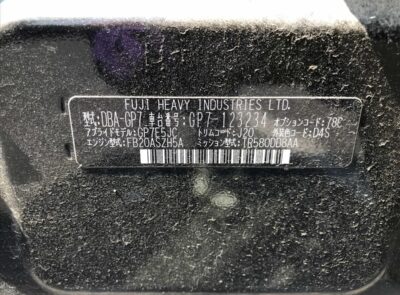 FUJI HEAVY INDUSTRIES LTD.
型式: DBA-GP7 車台番号: GP7-123234 オプションコード: 78C
アプライドモデル: GP7E5JC トリムコード: J20 外装色コード: D4S
エンジン型式: FB20ASZH5A ミッション型式: TR580DD8AA